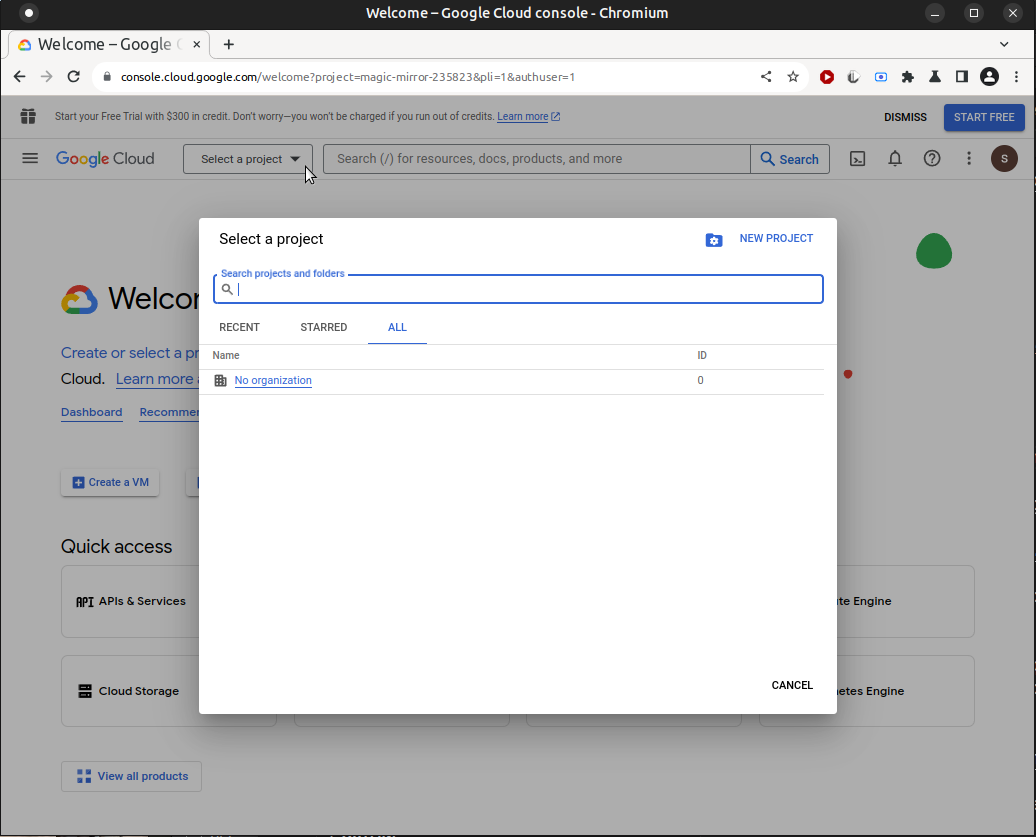 Welcome – Google Cloud console - Chromium
Welcome – Google C
console.cloud.google.com/welcome?project=magic-mirror-235823&pli=1&authuser=1
Start your Free Trial with $300 in credit. Don't worry—you won't be charged if you run out of credits. Learn more
DISMISS
START FREE
Google Cloud
Select a project
Search (/) for resources, docs, products, and more
Search
S
Select a project
NEW PROJECT
Search projects and folders
RECENT STARRED ALL
Name ID
No organization 0
CANCEL
Welco
Create or select a pr
Cloud. Learn more
Dashboard Recommen
Create a VM
Quick access
API APIs & Services
te Engine
Cloud Storage
etes Engine
View all products